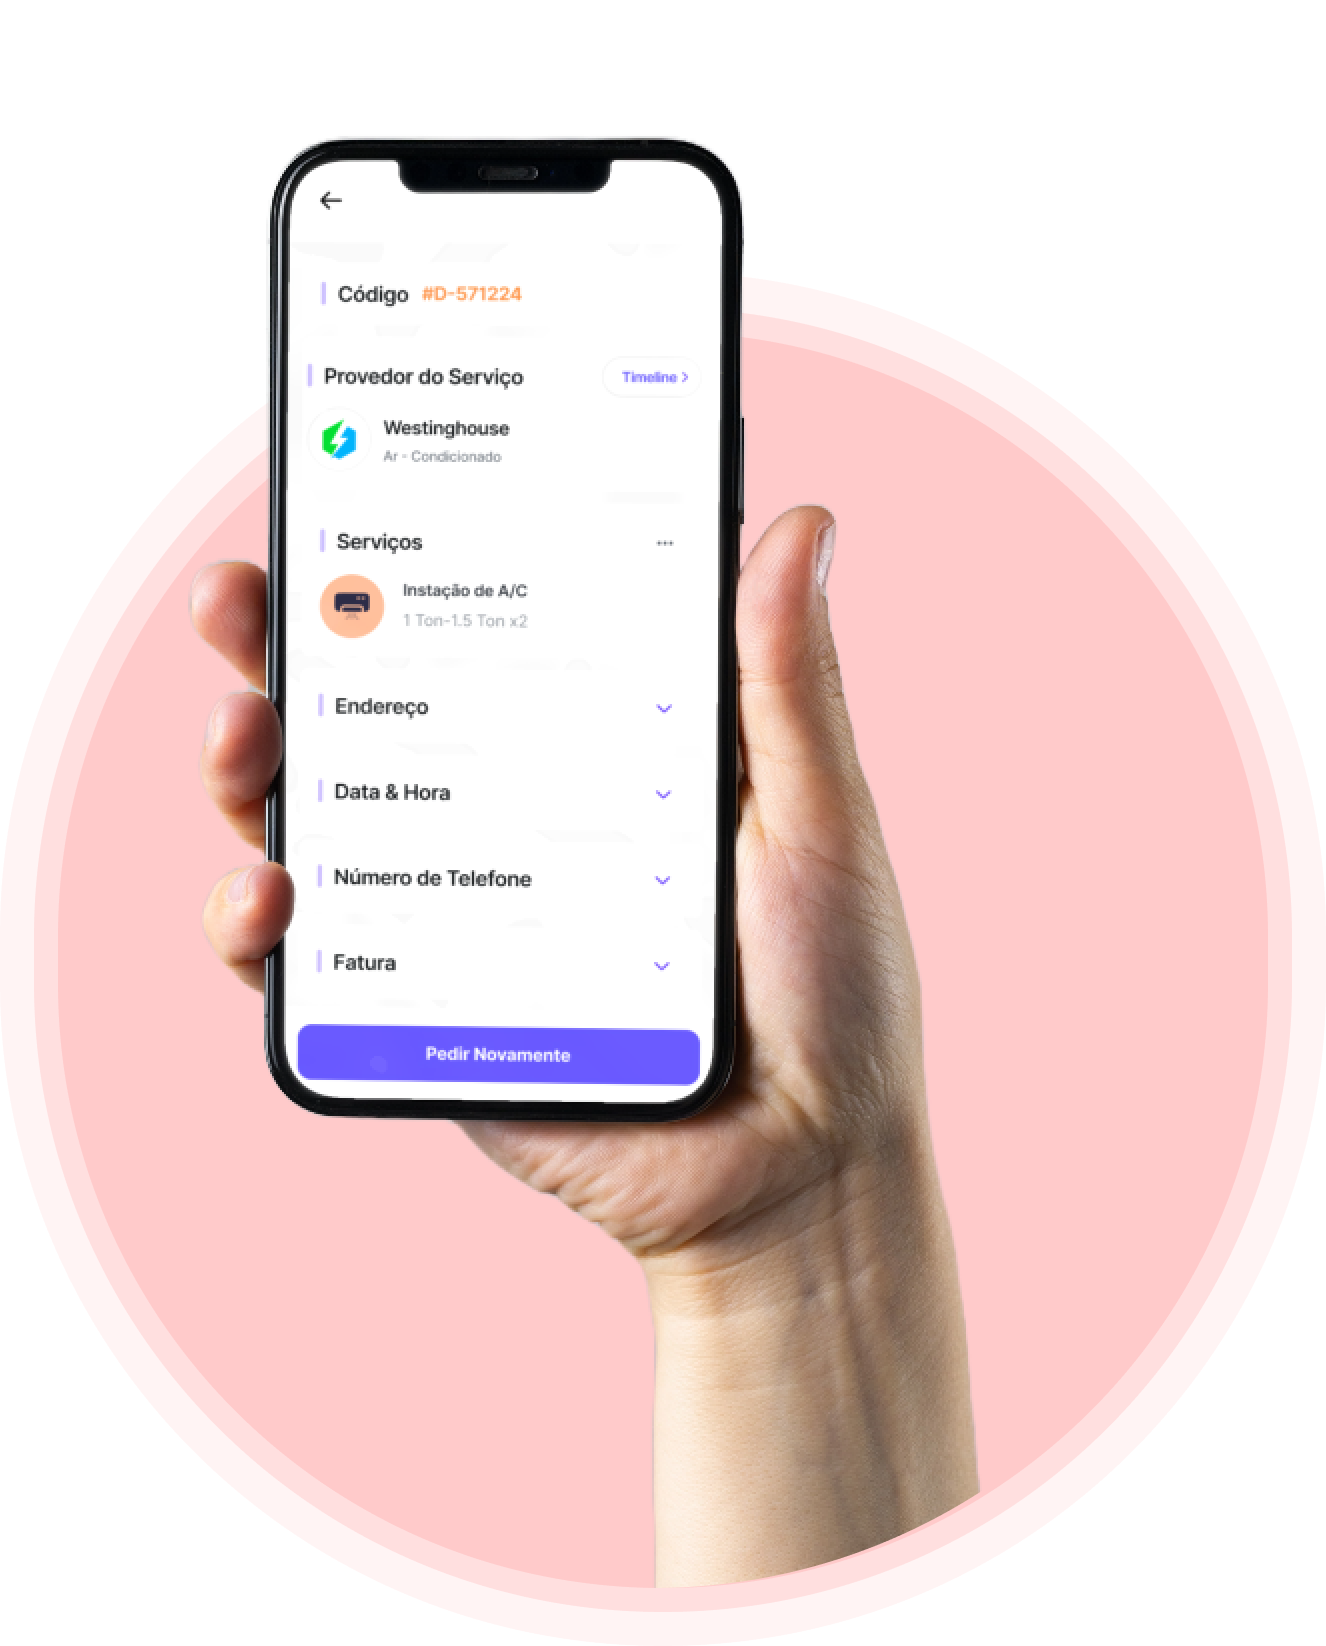 Código #D-571224
Provedor do Serviço
Timeline >
Westinghouse
Ar - Condicionado
Serviços
Instação de A/C
1 Ton-1.5 Ton x2
Endereço
Data & Hora
Número de Telefone
Fatura
Pedir Novamente